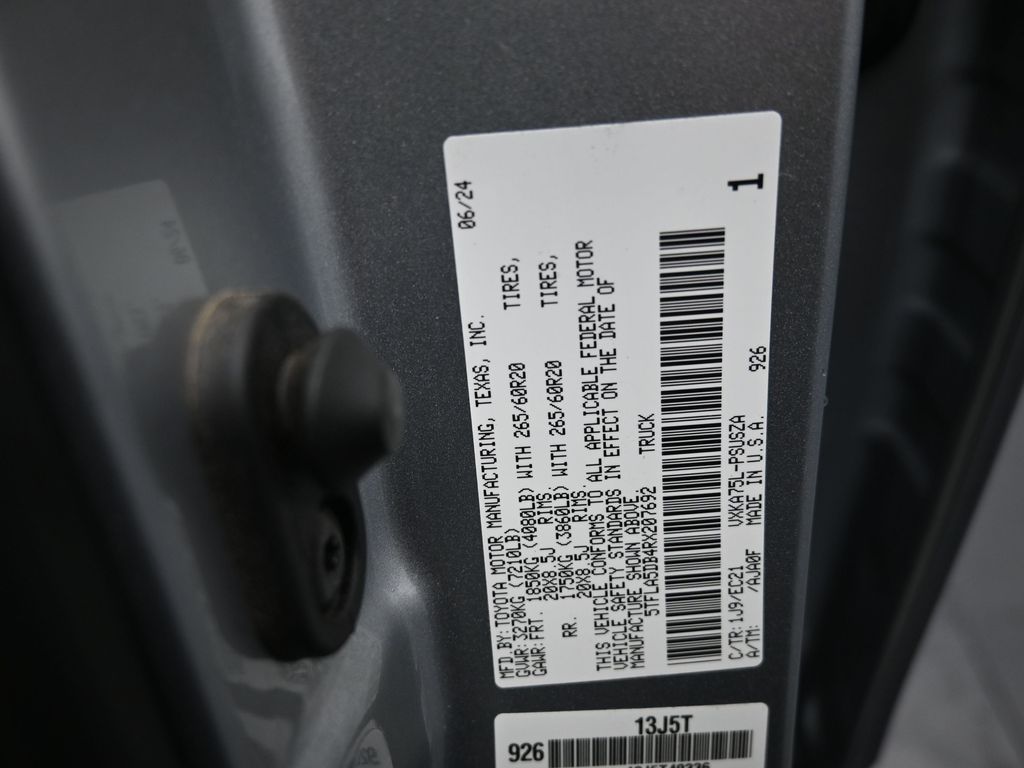 06/24
MFD.BY:TOYOTA MOTOR MANUFACTURING, TEXAS, INC.
GVWR:3270KG (7210LB)
GAWR:FRT. 1850KG (4080LB) WITH 265/60R20 TIRES,
20X8.5J RIMS
RR. 1750KG (3860LB) WITH 265/60R20 TIRES,
20X8.5J RIMS.
THIS VEHICLE CONFORMS TO ALL APPLICABLE FEDERAL MOTOR
VEHICLE SAFETY STANDARDS IN EFFECT ON THE DATE OF
MANUFACTURE SHOWN ABOVE.
5TFLA5DB4RX207692 TRUCK
1
C/TR:1J9/EC21 VXKA75L-PSUSZA 926
A/TM: /AJA0F MADE IN U.S.A.
13J5T
926